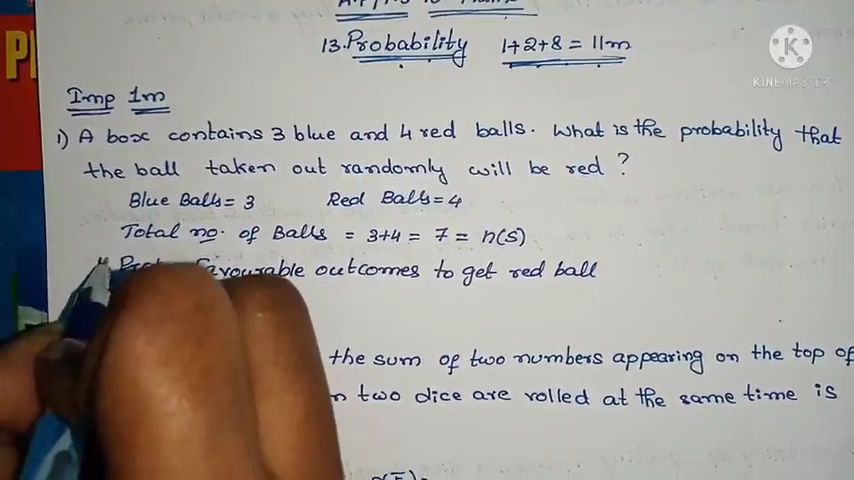 13. Probability 1+2+8 = 11m
KINEMASTER
Imp 1m
1) A box contains 3 blue and 4 red balls. What is the probability that
the ball taken out randomly will be red ?
Blue Balls = 3 Red Balls = 4
Total no. of Balls = 3+4 = 7 = n(S)
favourable outcomes to get red ball
the sum of two numbers appearing on the top of
two dice are rolled at the same time is